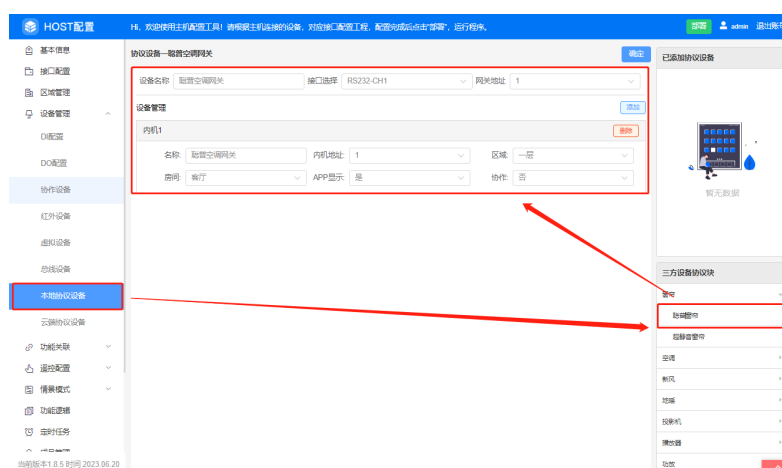 HOST配置
Hi, 欢迎使用主机配置工具! 请根据主机连接的设备、对应接口配置工程, 配置完成后点击"部署", 运行程序。
部署
admin 退出账号
基本信息
接口配置
区域管理
设备管理
DI配置
DO配置
协作设备
红外设备
虚拟设备
总线设备
本地协议设备
云端协议设备
功能关联
遥控配置
情景模式
功能逻辑
定时任务
当前版本1.8.5 时间 2023.06.20
协议设备—聪普空调网关
确定
设备名称 聪普空调网关 接口选择 RS232-CH1 网关地址 1
设备管理
添加
内机1
删除
名称: 聪普空调网关 内机地址: 1 区域: 一层
房间: 客厅 APP显示: 是 协作: 否
已添加协议设备
暂无数据
三方设备协议块
窗帘
聪普窗帘
超静音窗帘
空调
新风
地暖
投影机
播放器
功放